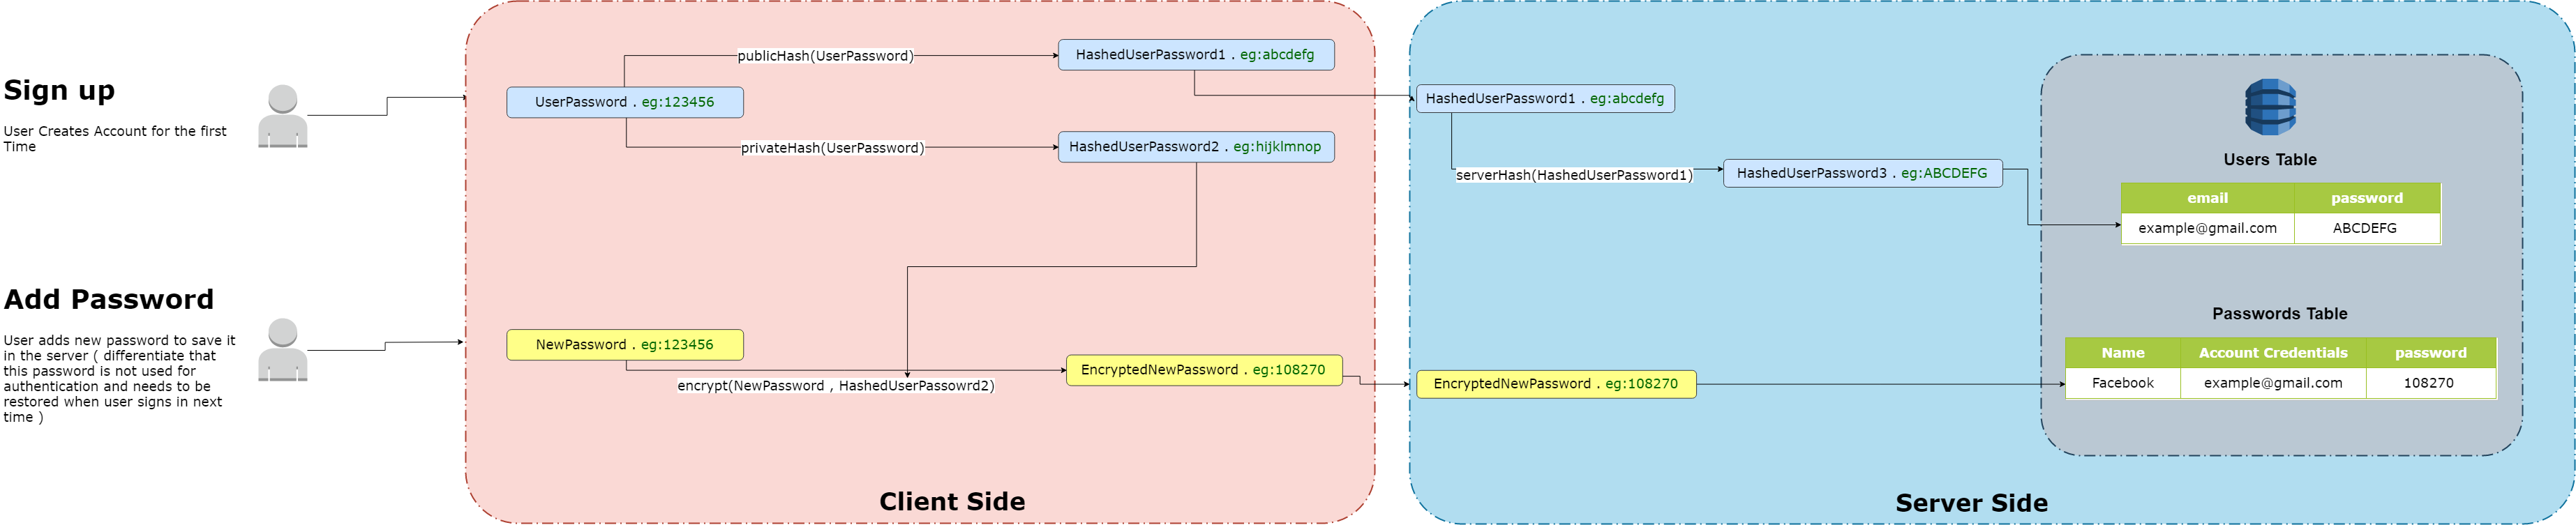 Sign up
User Creates Account for the first
Time
publicHash(UserPassword)
HashedUserPassword1 . eg:abcdefg
UserPassword . eg:123456
privateHash(UserPassword)
HashedUserPassword2 . eg:hijklmnop
HashedUserPassword1 . eg:abcdefg
serverHash(HashedUserPassword1)
HashedUserPassword3 . eg:ABCDEFG
Users Table
email password
example@gmail.com ABCDEFG
Add Password
User adds new password to save it
in the server ( differentiate that
this password is not used for
authentication and needs to be
restored when user signs in next
time )
NewPassword . eg:123456
encrypt(NewPassword , HashedUserPassowrd2)
EncryptedNewPassword . eg:108270
EncryptedNewPassword . eg:108270
Passwords Table
Name Account Credentials password
Facebook example@gmail.com 108270
Client Side
Server Side